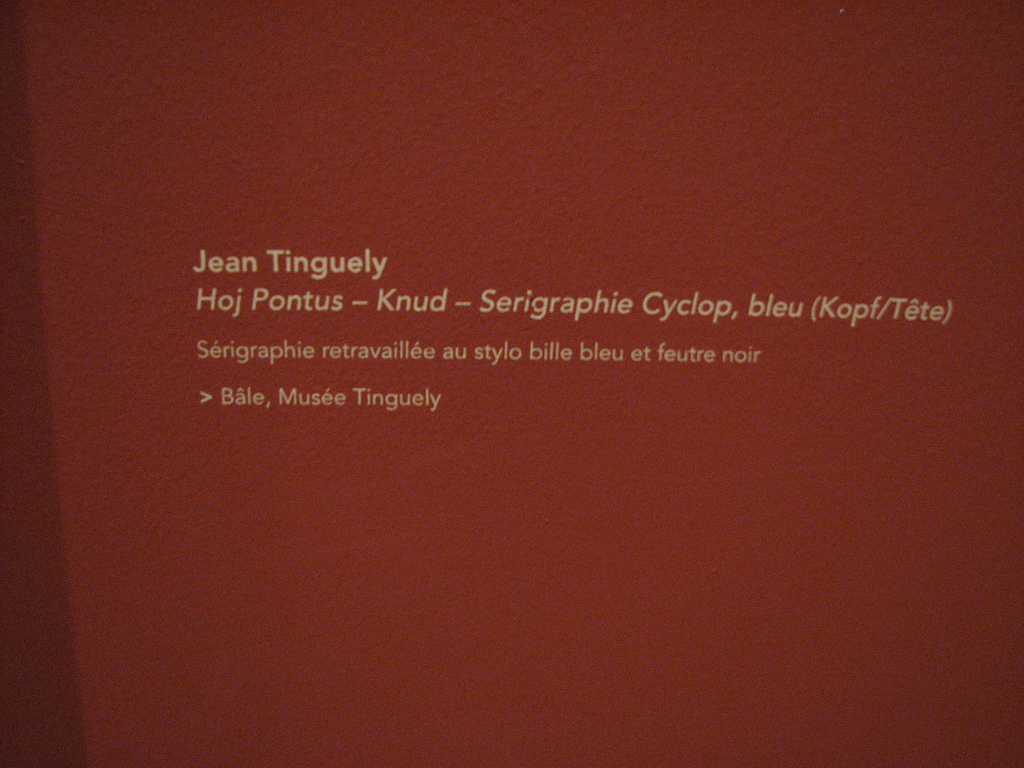 Jean Tinguely
Hoj Pontus – Knud – Serigraphie Cyclop, bleu (Kopf/Tête)
Sérigraphie retravaillée au stylo bille bleu et feutre noir
> Bâle, Musée Tinguely